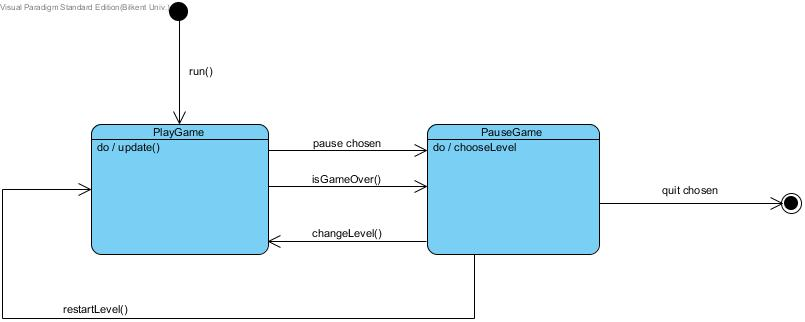 Visual Paradigm Standard Edition(Bilkent Univ.)
run()
PlayGame
do / update()
pause chosen
isGameOver()
changeLevel()
PauseGame
do / chooseLevel
quit chosen
restartLevel()